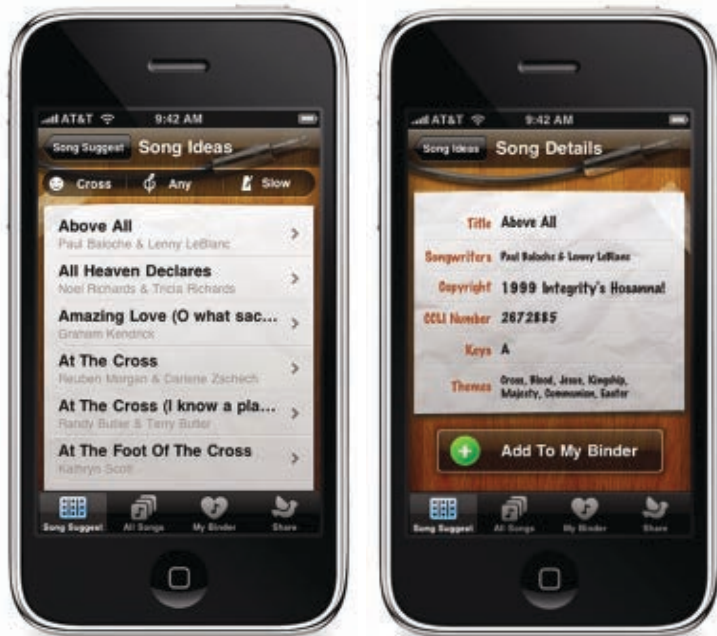 AT&T 9:42 AM
Song Suggest Song Ideas
Cross Any Slow
Above All
Paul Baloche & Lenny LeBlanc
All Heaven Declares
Noel Richards & Tricia Richards
Amazing Love (O what sac...
Graham Kendrick
At The Cross
Reuben Morgan & Darlene Zschech
At The Cross (I know a pla...
Randy Butler & Terry Butler
At The Foot Of The Cross
Kathryn Scott
Song Suggest All Songs My Binder Share
AT&T 9:42 AM
Song Ideas Song Details
Title Above All
Songwriters Paul Baloche & Lenny LeBlanc
Copyright 1999 Integrity's Hosanna!
CCLI Number 2672885
Keys A
Themes Cross, Blood, Jesus, Kingship,
Majesty, Communion, Easter
Add To My Binder
Song Suggest All Songs My Binder Share